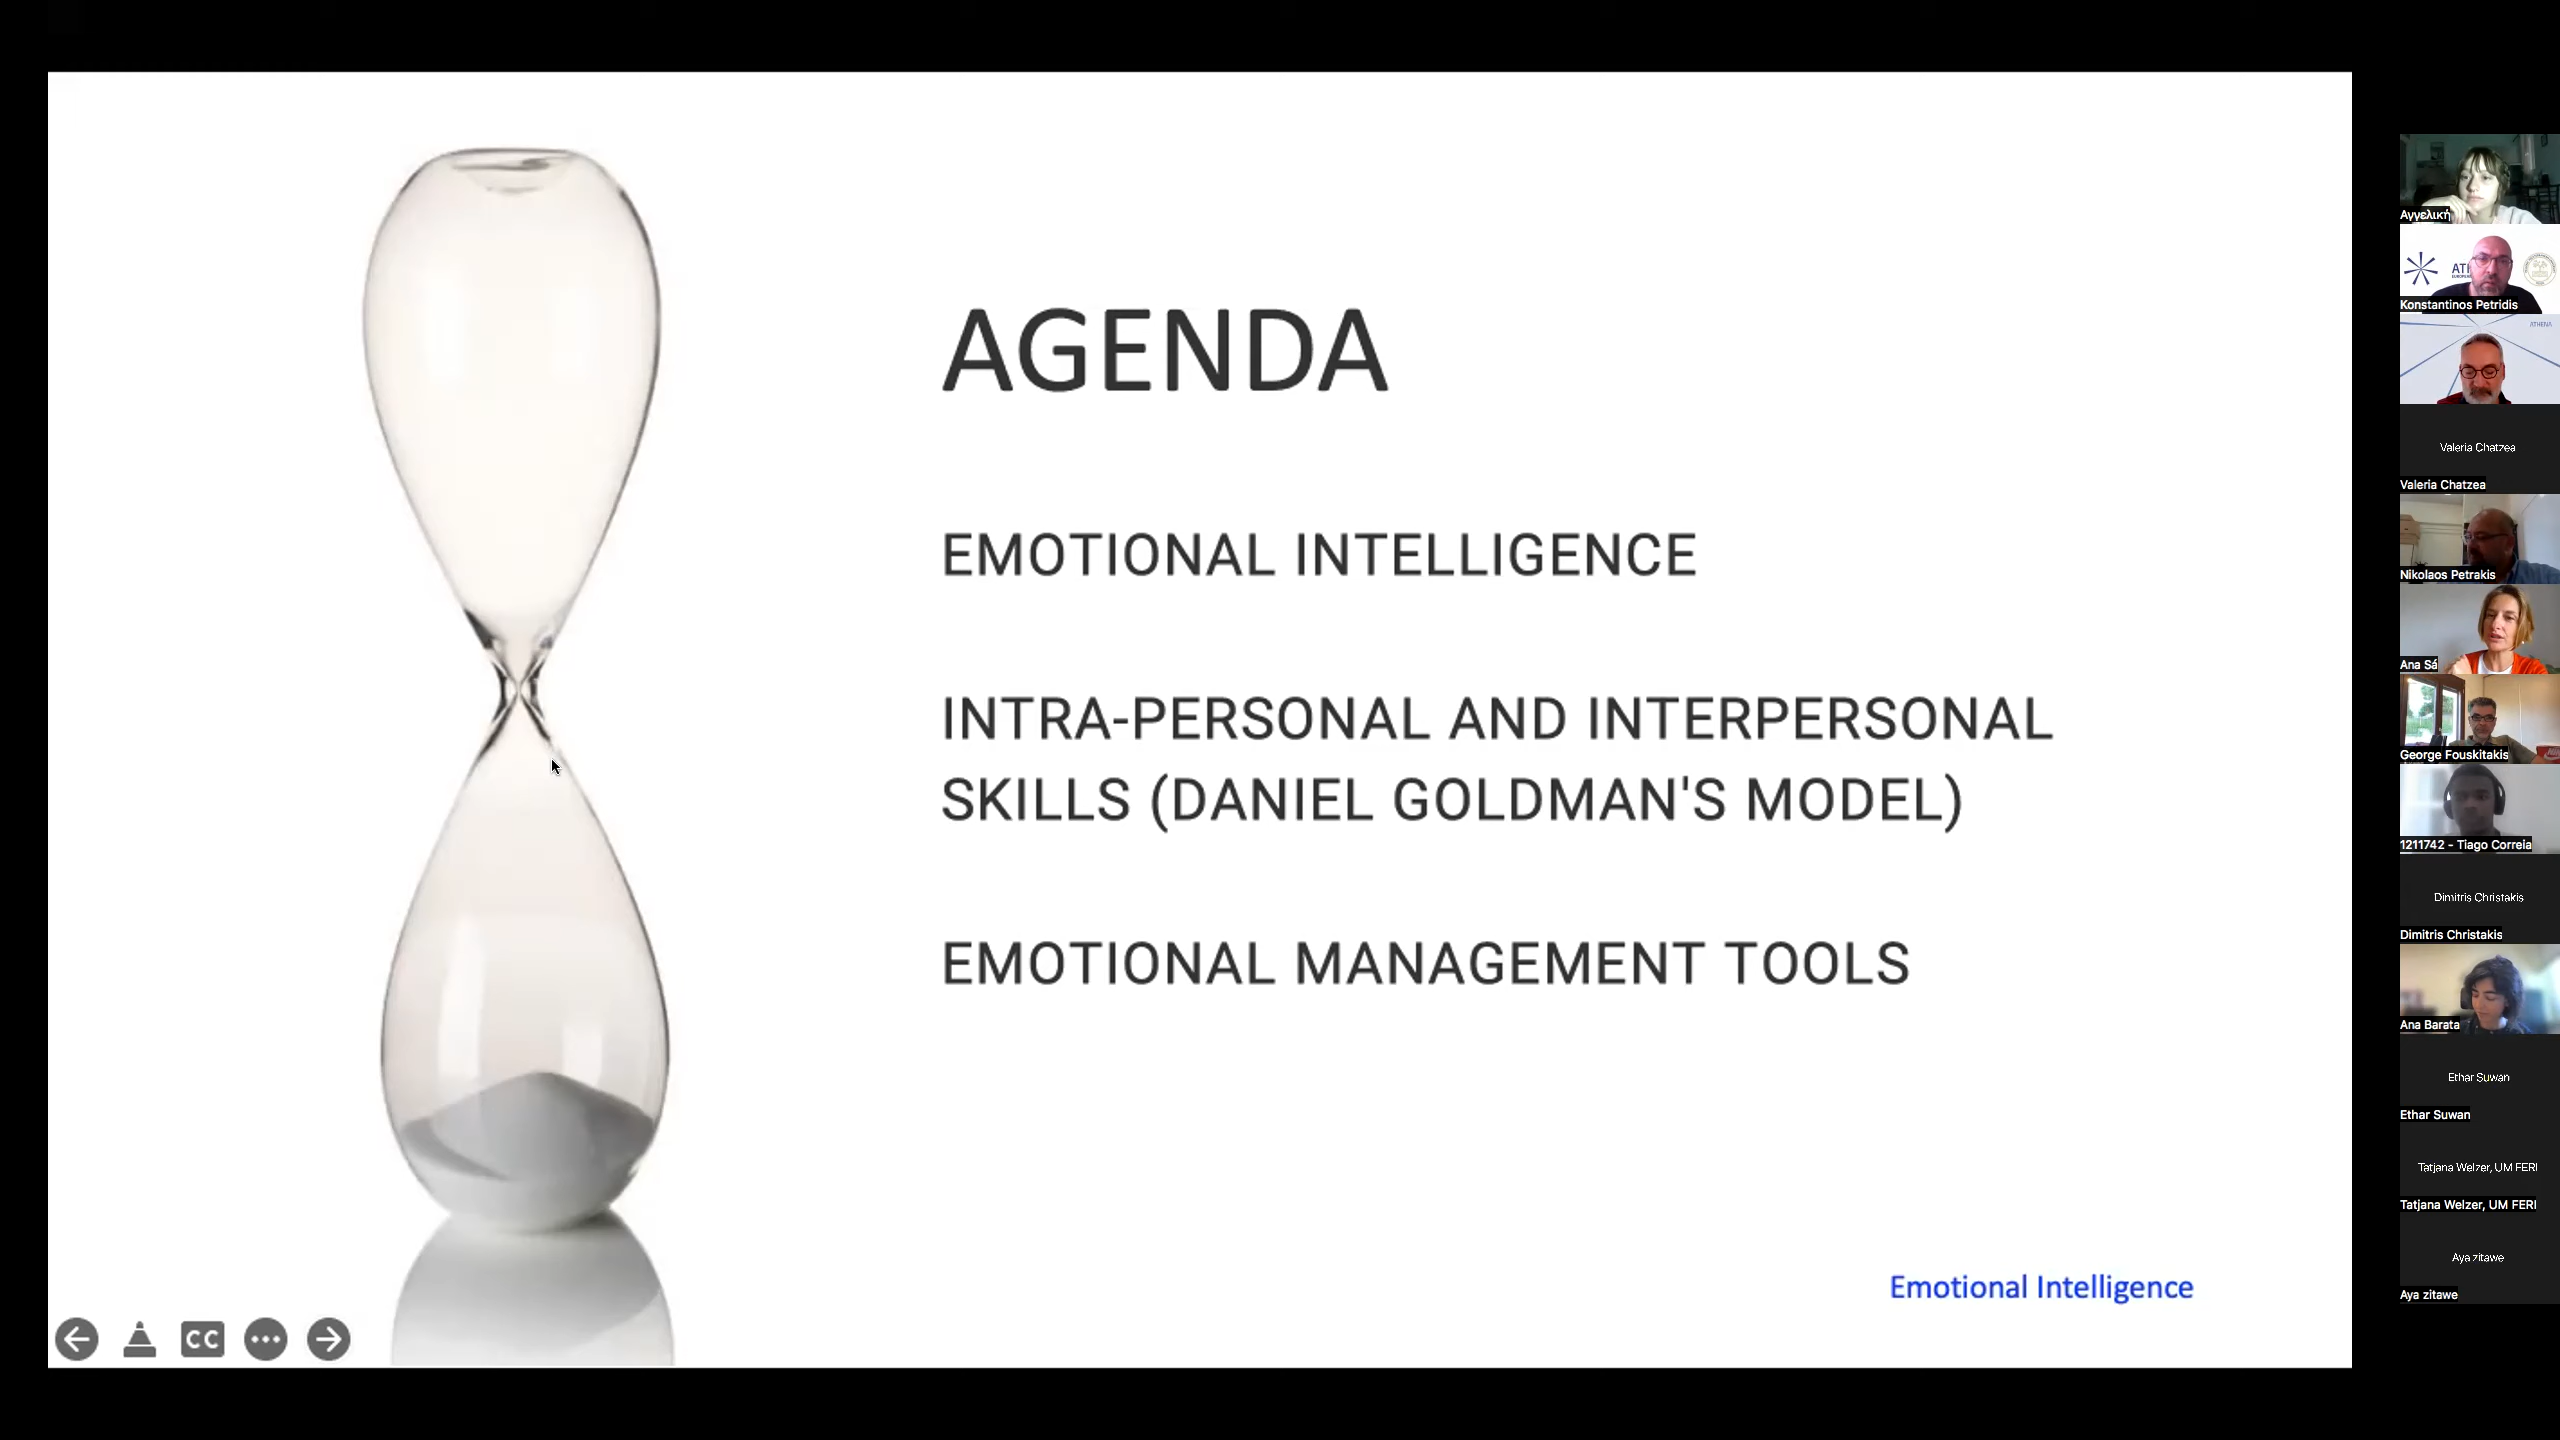 AGENDA
EMOTIONAL INTELLIGENCE
INTRA-PERSONAL AND INTERPERSONAL
SKILLS (DANIEL GOLDMAN'S MODEL)
EMOTIONAL MANAGEMENT TOOLS
Emotional Intelligence
CC
Αγγελική
Konstantinos Petridis
ATHENA
Valeria Chatzea
Valeria Chatzea
Nikolaos Petrakis
Ana Sá
George Fouskitakis
1211742 - Tiago Correia
Dimitris Christakis
Dimitris Christakis
Ana Barata
Ethar Suwan
Ethar Suwan
Tatjana Welzer, UM FERI
Tatjana Welzer, UM FERI
Aya zitawe
Aya zitawe